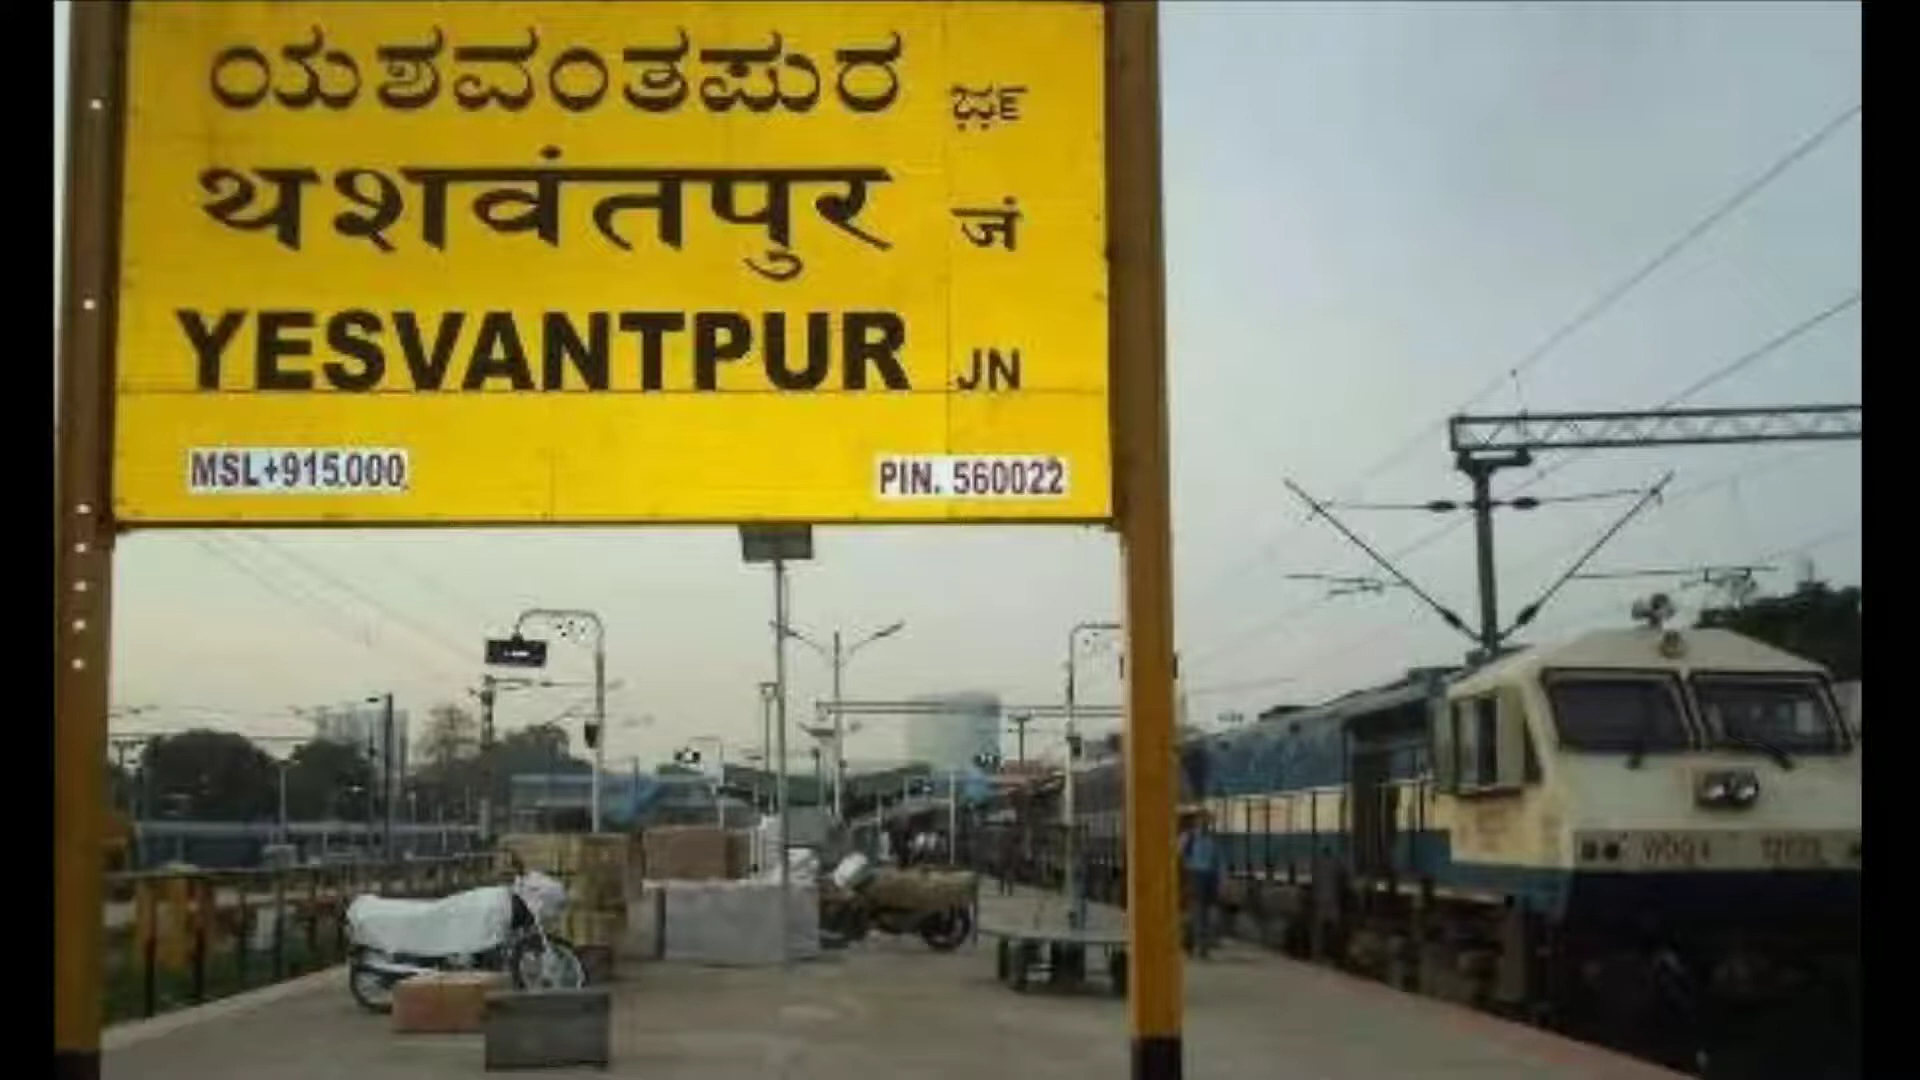 ಯಶವಂತಪುರ
यशवंतपुर जं
YESVANTPUR JN
MSL+915.000
PIN. 560022